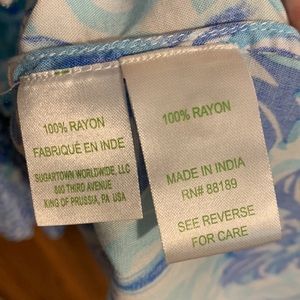 100% RAYON
FABRIQUÉ EN INDE
SUGARTOWN WORLDWIDE, LLC
800 THIRD AVENUE
KING OF PRUSSIA, PA USA
100% RAYON
MADE IN INDIA
RN# 88189
SEE REVERSE
FOR CARE